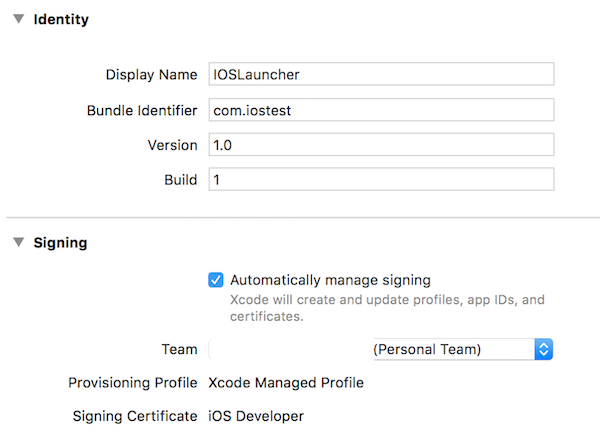 Identity
Display Name IOSLauncher
Bundle Identifier com.iostest
Version 1.0
Build 1
Signing
Automatically manage signing
Xcode will create and update profiles, app IDs, and
certificates.
Team (Personal Team)
Provisioning Profile Xcode Managed Profile
Signing Certificate iOS Developer